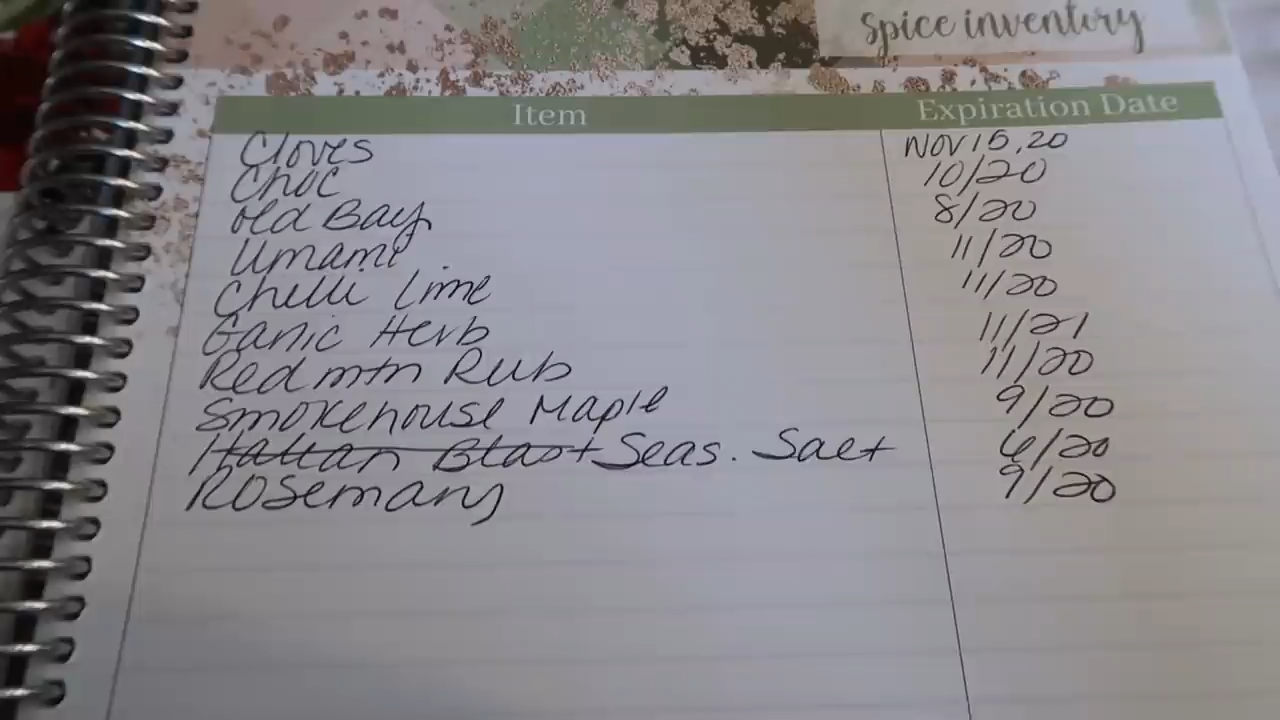 spice inventory
Item Expiration Date
Cloves NOV 15, 20
Choc 10/20
Old Bay 8/20
Umami 11/20
Chilli Lime 11/20
Ganic Herb 11/21
Red mtn Rub 11/20
Smokehouse Maple 9/20
Italian Blast Seas. Salt 6/20
Rosemary 9/20